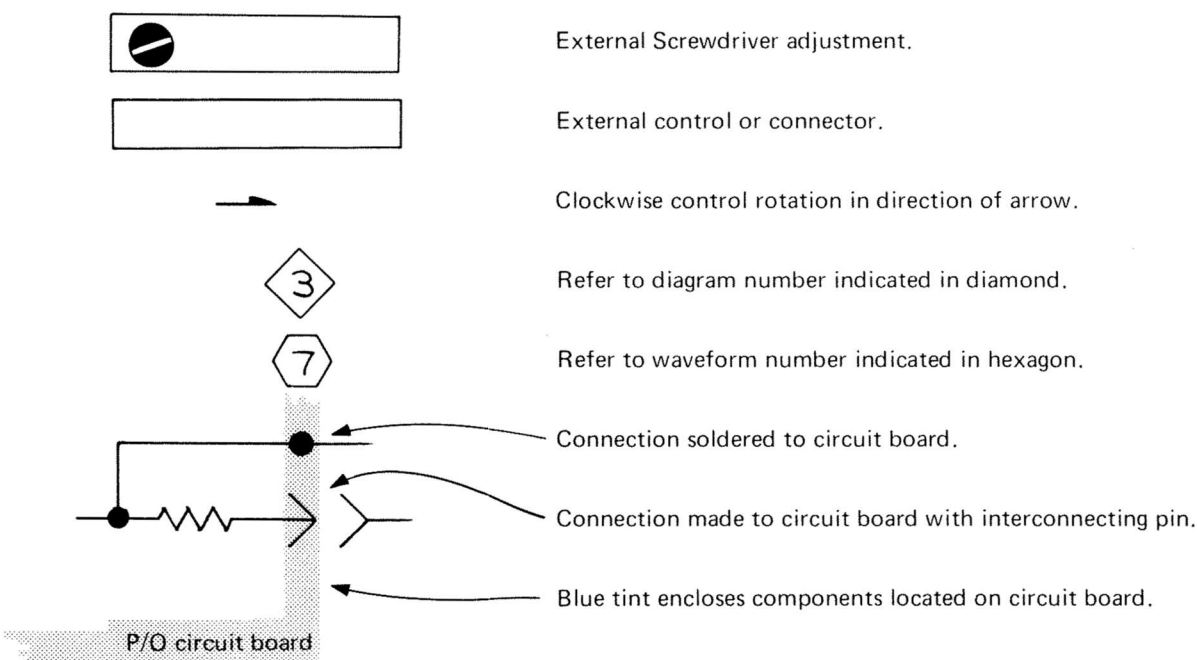 External Screwdriver adjustment.
External control or connector.
Clockwise control rotation in direction of arrow.
3
Refer to diagram number indicated in diamond.
7
Refer to waveform number indicated in hexagon.
Connection soldered to circuit board.
Connection made to circuit board with interconnecting pin.
Blue tint encloses components located on circuit board.
P/O circuit board